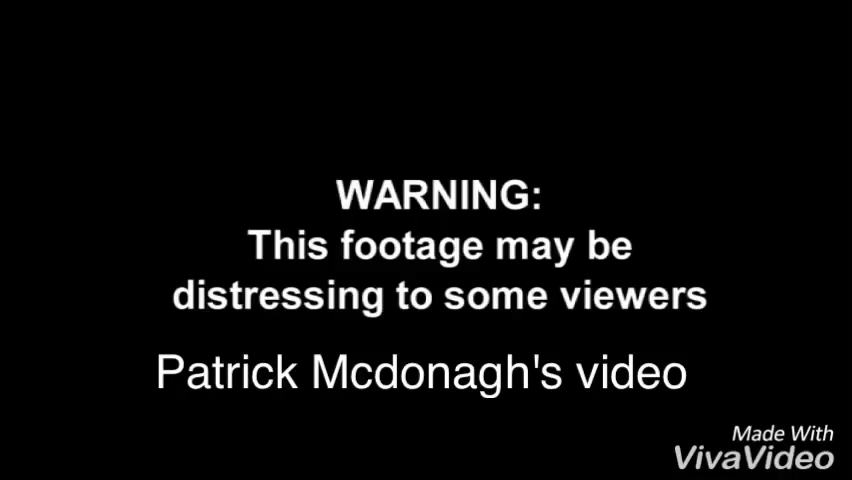 WARNING:
This footage may be
distressing to some viewers
Patrick Mcdonagh's video
Made With
VivaVideo